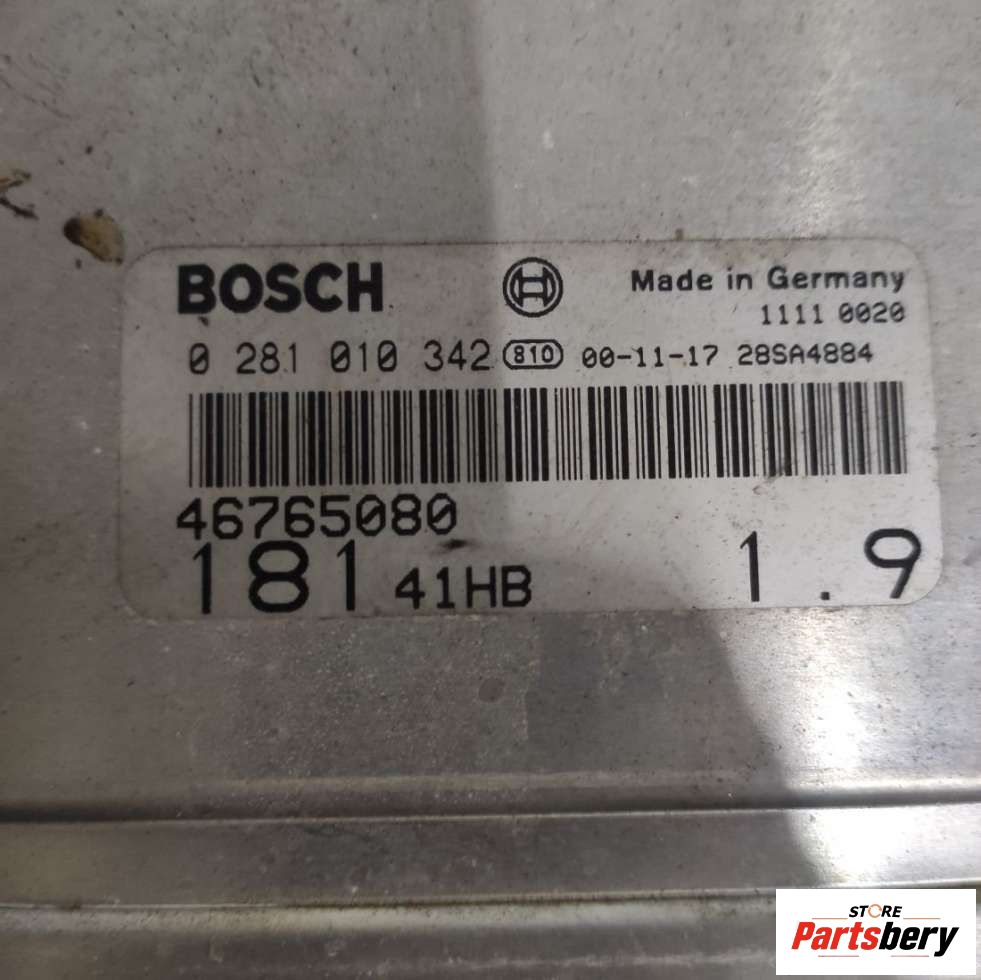 BOSCH
Made in Germany
1111 0020
0 281 010 342 810 00-11-17 28SA4884
46765080
181 41HB 1.9
STORE
Partsbery